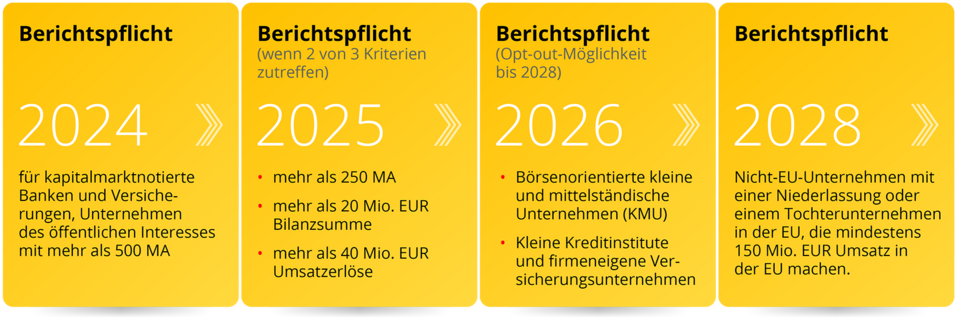 Berichtspflicht
2024
für kapitalmarktnotierte
Banken und Versiche-
rungen, Unternehmen
des öffentlichen Interesses
mit mehr als 500 MA
Berichtspflicht
(wenn 2 von 3 Kriterien
zutreffen)
2025
• mehr als 250 MA
• mehr als 20 Mio. EUR
Bilanzsumme
• mehr als 40 Mio. EUR
Umsatzerlöse
Berichtspflicht
(Opt-out-Möglichkeit
bis 2028)
2026
• Börsenorientierte kleine
und mittelständische
Unternehmen (KMU)
• Kleine Kreditinstitute
und firmeneigene Ver-
sicherungsunternehmen
Berichtspflicht
2028
Nicht-EU-Unternehmen mit
einer Niederlassung oder
einem Tochterunternehmen
in der EU, die mindestens
150 Mio. EUR Umsatz in
der EU machen.